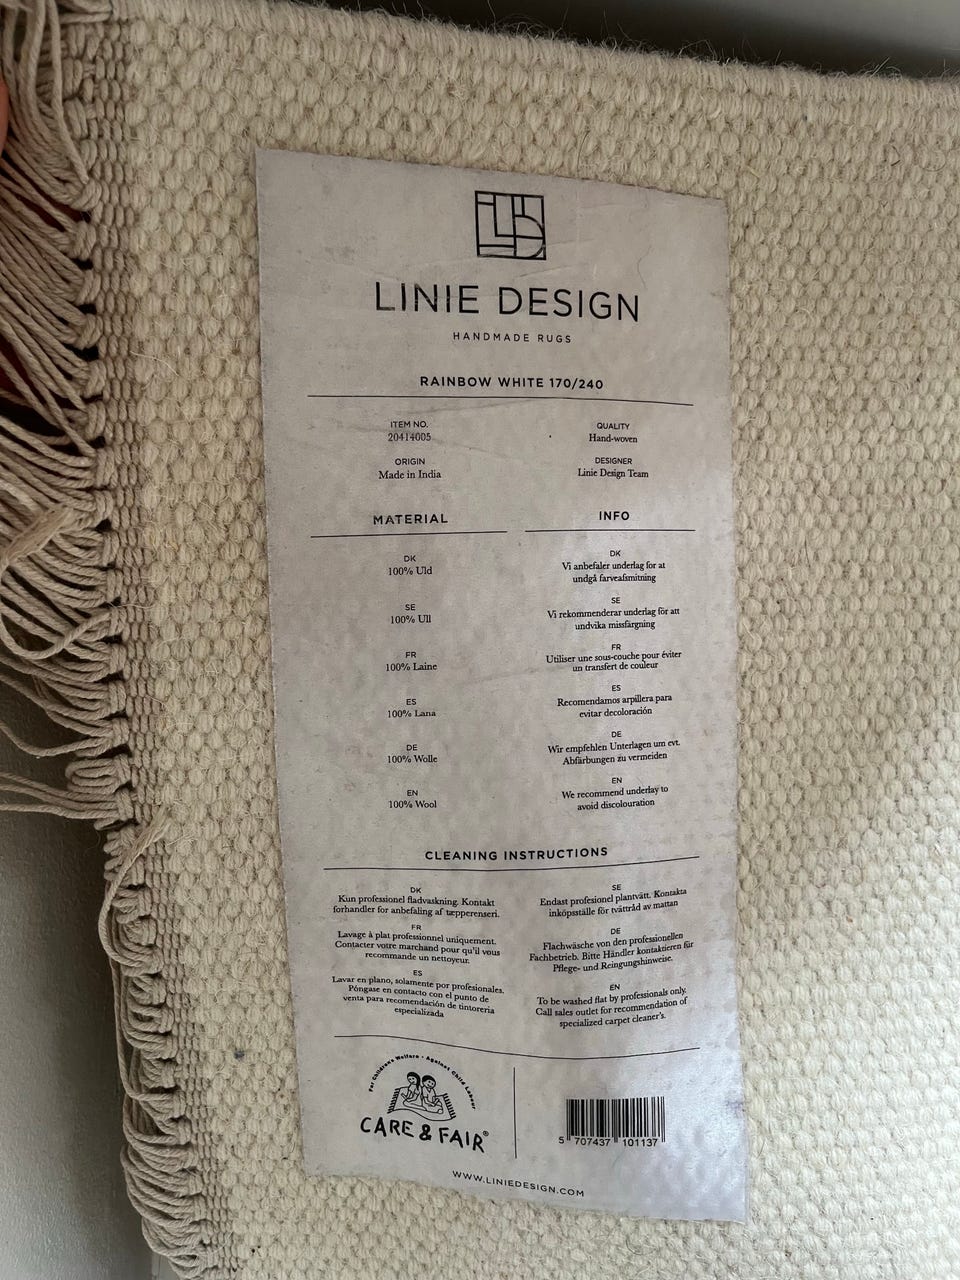 LINIE DESIGN
HANDMADE RUGS
RAINBOW WHITE 170/240
ITEM NO.
20414005
QUALITY
Hand-woven
ORIGIN
Made in India
DESIGNER
Linie Design Team
MATERIAL
DK
100% Uld
SE
100% Ull
FR
100% Laine
ES
100% Lana
DE
100% Wolle
EN
100% Wool
INFO
DK
Vi anbefaler underlag for at
undgå farveafsmitning
SE
Vi rekommenderar underlag för att
undvika missfärgning
FR
Utiliser une sous-couche pour éviter
un transfert de couleur
ES
Recomendamos arpillera para
evitar decoloración
DE
Wir empfehlen Unterlagen um evt.
Abfärbungen zu vermeiden
EN
We recommend underlay to
avoid discolouration
CLEANING INSTRUCTIONS
DK
Kun professionel fladvaskning. Kontakt
forhandler for anbefaling af tæpperenseri.
FR
Lavage à plat professionnel uniquement.
Contacter votre marchand pour qu'il vous
recommande un nettoyeur.
ES
Lavar en plano, solamente por profesionales.
Póngase en contacto con el punto de
venta para recomendación de tintoreria
especializada
SE
Endast profesionel plantvätt. Kontakta
inköpsställe för tvättråd av mattan
DE
Flachwäsche von den professionellen
Fachbetrieb. Bitte Händler kontaktieren für
Pflege- und Reingungshinweise.
EN
To be washed flat by professionals only.
Call sales outlet for recommendation of
specialized carpet cleaner's.
For Children's Welfare · Against Child Labour
CARE & FAIR®
5 707437 101137
WWW.LINIEDESIGN.COM